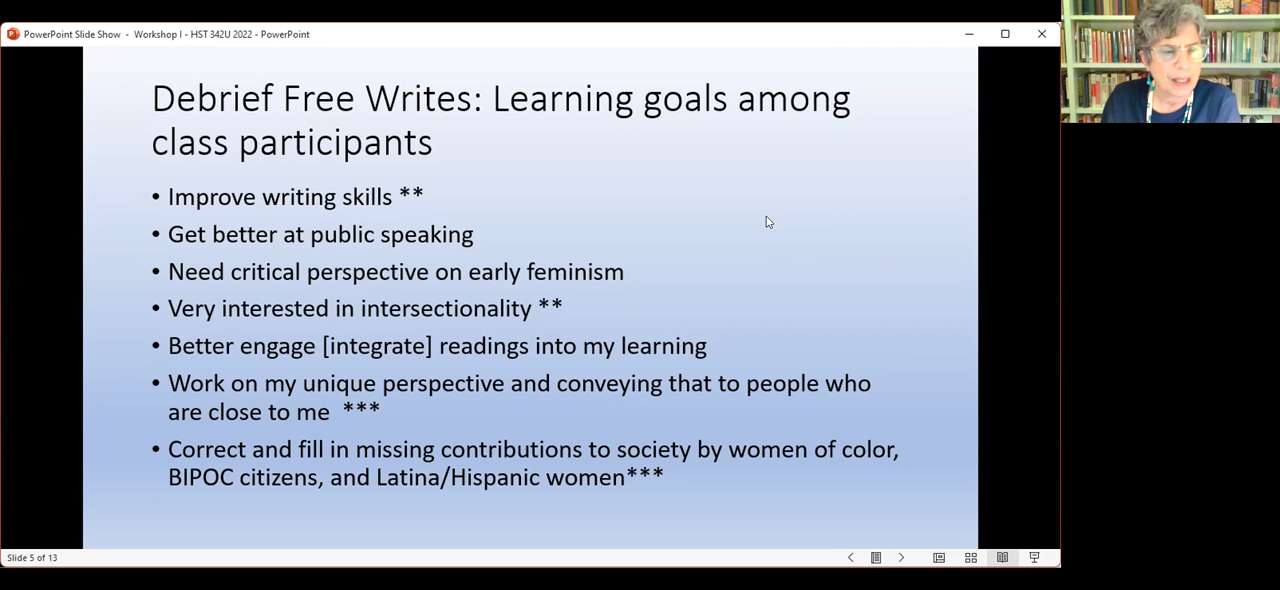 PowerPoint Slide Show - Workshop I - HST 342U 2022 - PowerPoint
Debrief Free Writes: Learning goals among
class participants
• Improve writing skills **
• Get better at public speaking
• Need critical perspective on early feminism
• Very interested in intersectionality **
• Better engage [integrate] readings into my learning
• Work on my unique perspective and conveying that to people who
are close to me ***
• Correct and fill in missing contributions to society by women of color,
BIPOC citizens, and Latina/Hispanic women***
Slide 5 of 13